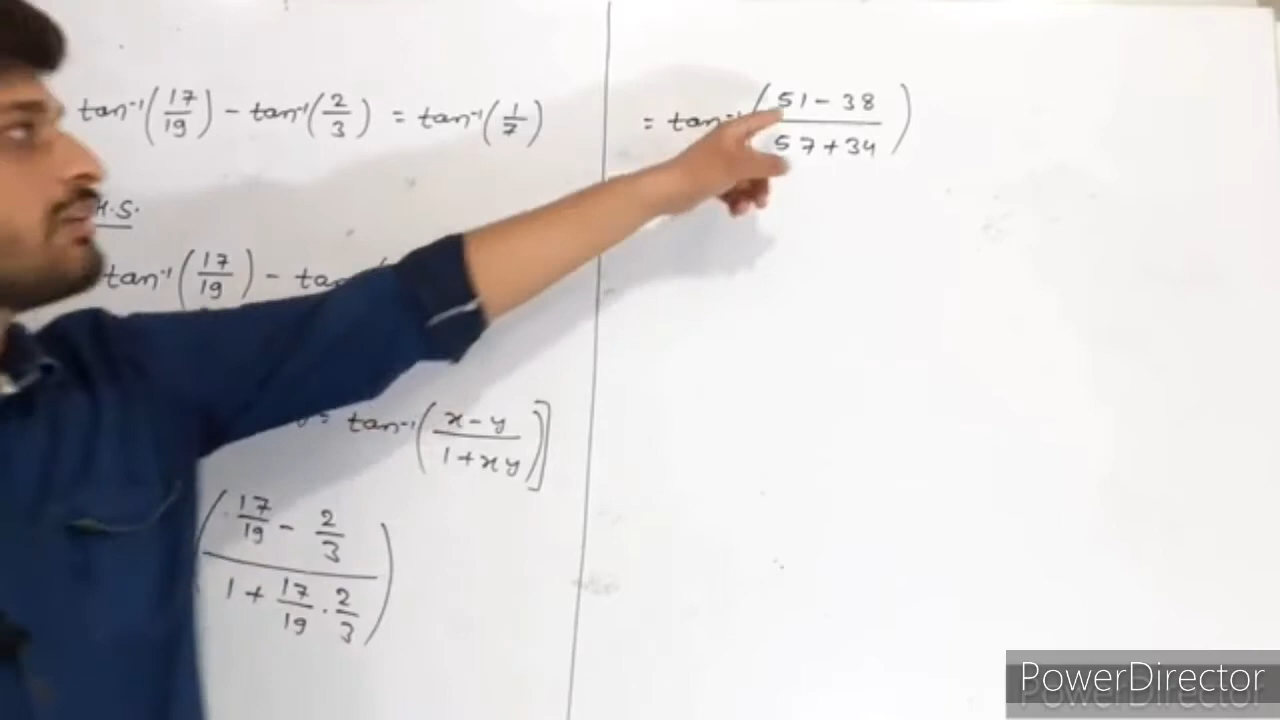 tan⁻¹(17/19) - tan⁻¹(2/3) = tan⁻¹(1/7)
H.S.
tan⁻¹(17/19) - tan
= tan⁻¹((x-y)/(1+xy))]
((17/19 - 2/3)/(1 + 17/19 · 2/3))
= tan⁻¹((51-38)/(57+34))
PowerDirector